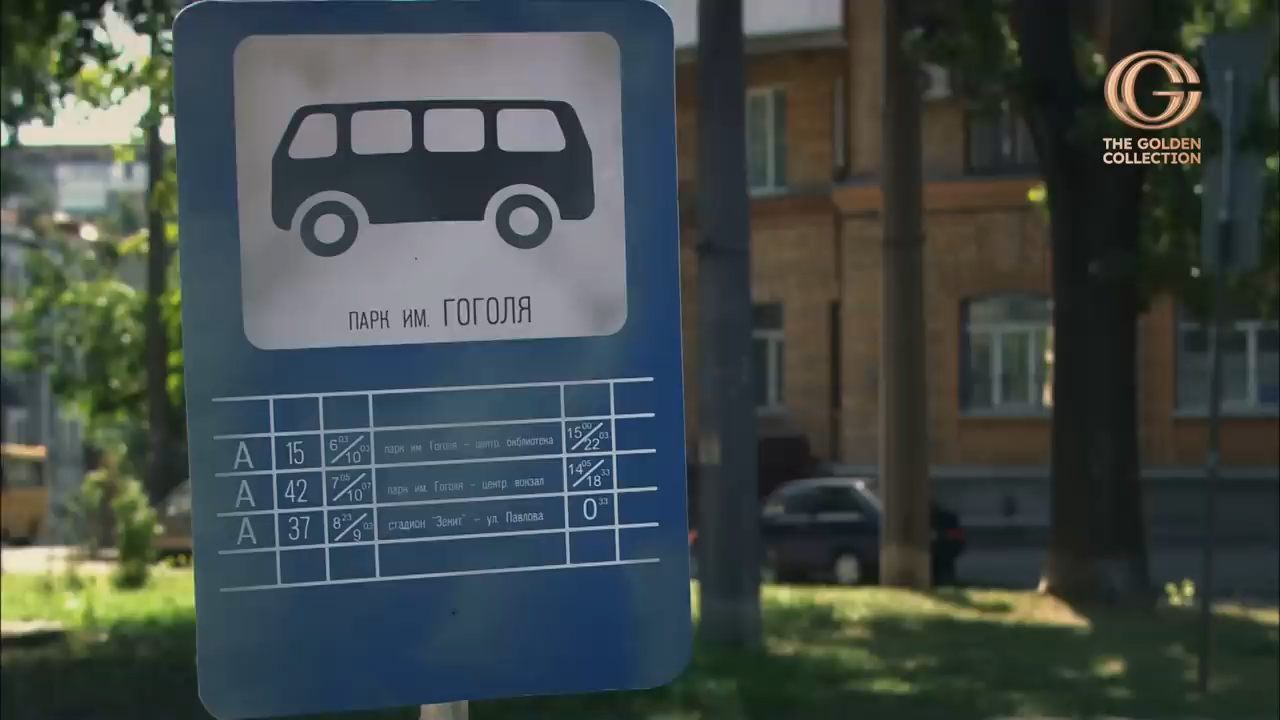 THE GOLDEN
COLLECTION
ПАРК ИМ. ГОГОЛЯ
А 15 6⁰³/10⁰³ парк им. Гоголя – центр. библиотека 15⁰⁰/22⁰³
А 42 7⁰⁵/10⁰⁷ парк им. Гоголя – центр. вокзал 14⁰⁵/18³³
А 37 8²³/9⁰³ стадион "Зенит" – ул. Павлова 0³³